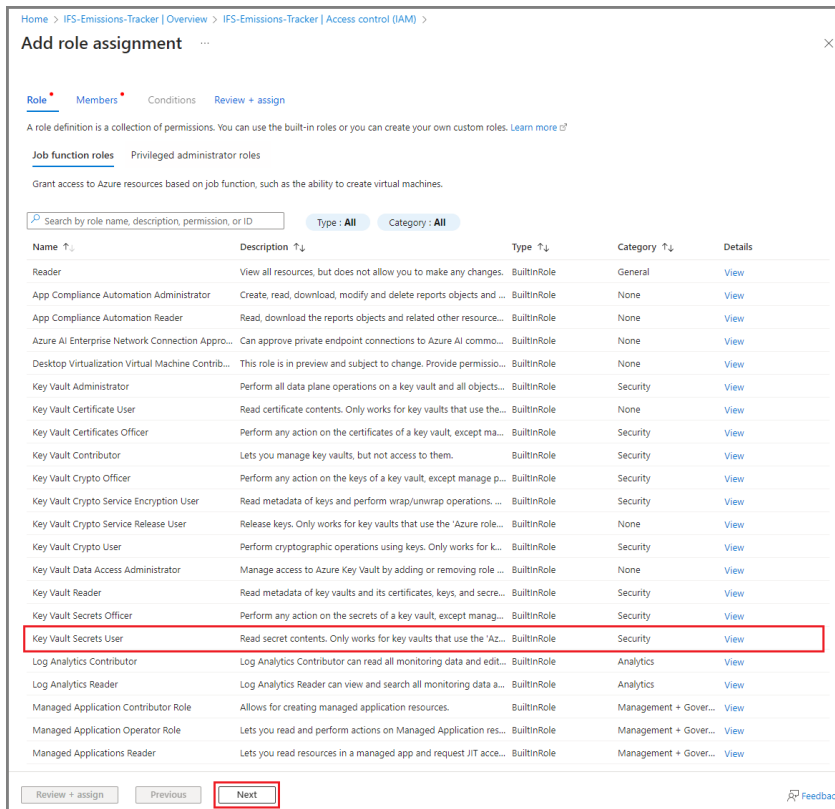 Home > IFS-Emissions-Tracker | Overview > IFS-Emissions-Tracker | Access control (IAM) >
Add role assignment ...
Role Members Conditions Review + assign
A role definition is a collection of permissions. You can use the built-in roles or you can create your own custom roles. Learn more
Job function roles Privileged administrator roles
Grant access to Azure resources based on job function, such as the ability to create virtual machines.
Search by role name, description, permission, or ID Type : All Category : All
Name ↑↓ Description ↑↓ Type ↑↓ Category ↑↓ Details
Reader View all resources, but does not allow you to make any changes. BuiltInRole General View
App Compliance Automation Administrator Create, read, download, modify and delete reports objects and ... BuiltInRole None View
App Compliance Automation Reader Read, download the reports objects and related other resource... BuiltInRole None View
Azure AI Enterprise Network Connection Appro... Can approve private endpoint connections to Azure AI commo... BuiltInRole None View
Desktop Virtualization Virtual Machine Contrib... This role is in preview and subject to change. Provide permissio... BuiltInRole None View
Key Vault Administrator Perform all data plane operations on a key vault and all objects... BuiltInRole Security View
Key Vault Certificate User Read certificate contents. Only works for key vaults that use the... BuiltInRole None View
Key Vault Certificates Officer Perform any action on the certificates of a key vault, except ma... BuiltInRole Security View
Key Vault Contributor Lets you manage key vaults, but not access to them. BuiltInRole Security View
Key Vault Crypto Officer Perform any action on the keys of a key vault, except manage p... BuiltInRole Security View
Key Vault Crypto Service Encryption User Read metadata of keys and perform wrap/unwrap operations. ... BuiltInRole Security View
Key Vault Crypto Service Release User Release keys. Only works for key vaults that use the 'Azure role... BuiltInRole None View
Key Vault Crypto User Perform cryptographic operations using keys. Only works for k... BuiltInRole Security View
Key Vault Data Access Administrator Manage access to Azure Key Vault by adding or removing role ... BuiltInRole None View
Key Vault Reader Read metadata of key vaults and its certificates, keys, and secre... BuiltInRole Security View
Key Vault Secrets Officer Perform any action on the secrets of a key vault, except manag... BuiltInRole Security View
Key Vault Secrets User Read secret contents. Only works for key vaults that use the 'Az... BuiltInRole Security View
Log Analytics Contributor Log Analytics Contributor can read all monitoring data and edit... BuiltInRole Analytics View
Log Analytics Reader Log Analytics Reader can view and search all monitoring data a... BuiltInRole Analytics View
Managed Application Contributor Role Allows for creating managed application resources. BuiltInRole Management + Gover... View
Managed Application Operator Role Lets you read and perform actions on Managed Application res... BuiltInRole Management + Gover... View
Managed Applications Reader Lets you read resources in a managed app and request JIT acce... BuiltInRole Management + Gover... View
Review + assign Previous Next Feedbac